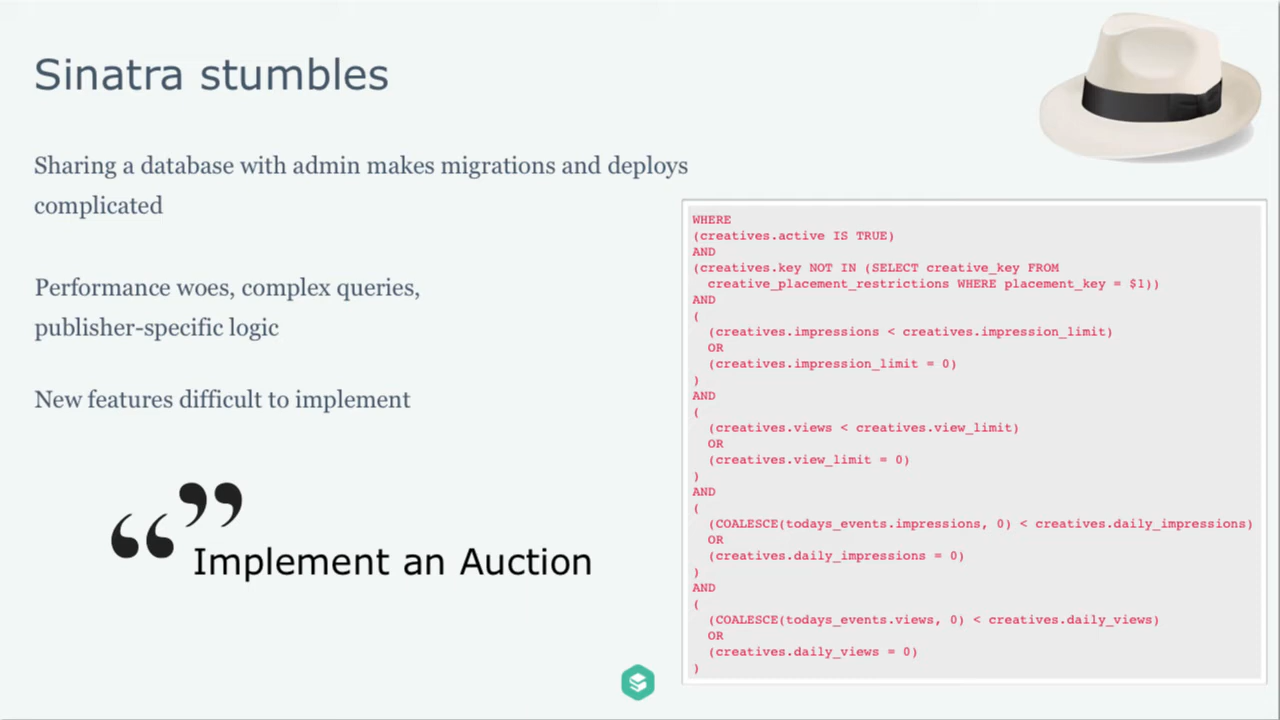 Sinatra stumbles
Sharing a database with admin makes migrations and deploys
complicated
Performance woes, complex queries,
publisher-specific logic
New features difficult to implement
“ ”
Implement an Auction
WHERE
(creatives.active IS TRUE)
AND
(creatives.key NOT IN (SELECT creative_key FROM
creative_placement_restrictions WHERE placement_key = $1))
AND
(
(creatives.impressions < creatives.impression_limit)
OR
(creatives.impression_limit = 0)
)
AND
(
(creatives.views < creatives.view_limit)
OR
(creatives.view_limit = 0)
)
AND
(
(COALESCE(todays_events.impressions, 0) < creatives.daily_impressions)
OR
(creatives.daily_impressions = 0)
)
AND
(
(COALESCE(todays_events.views, 0) < creatives.daily_views)
OR
(creatives.daily_views = 0)
)